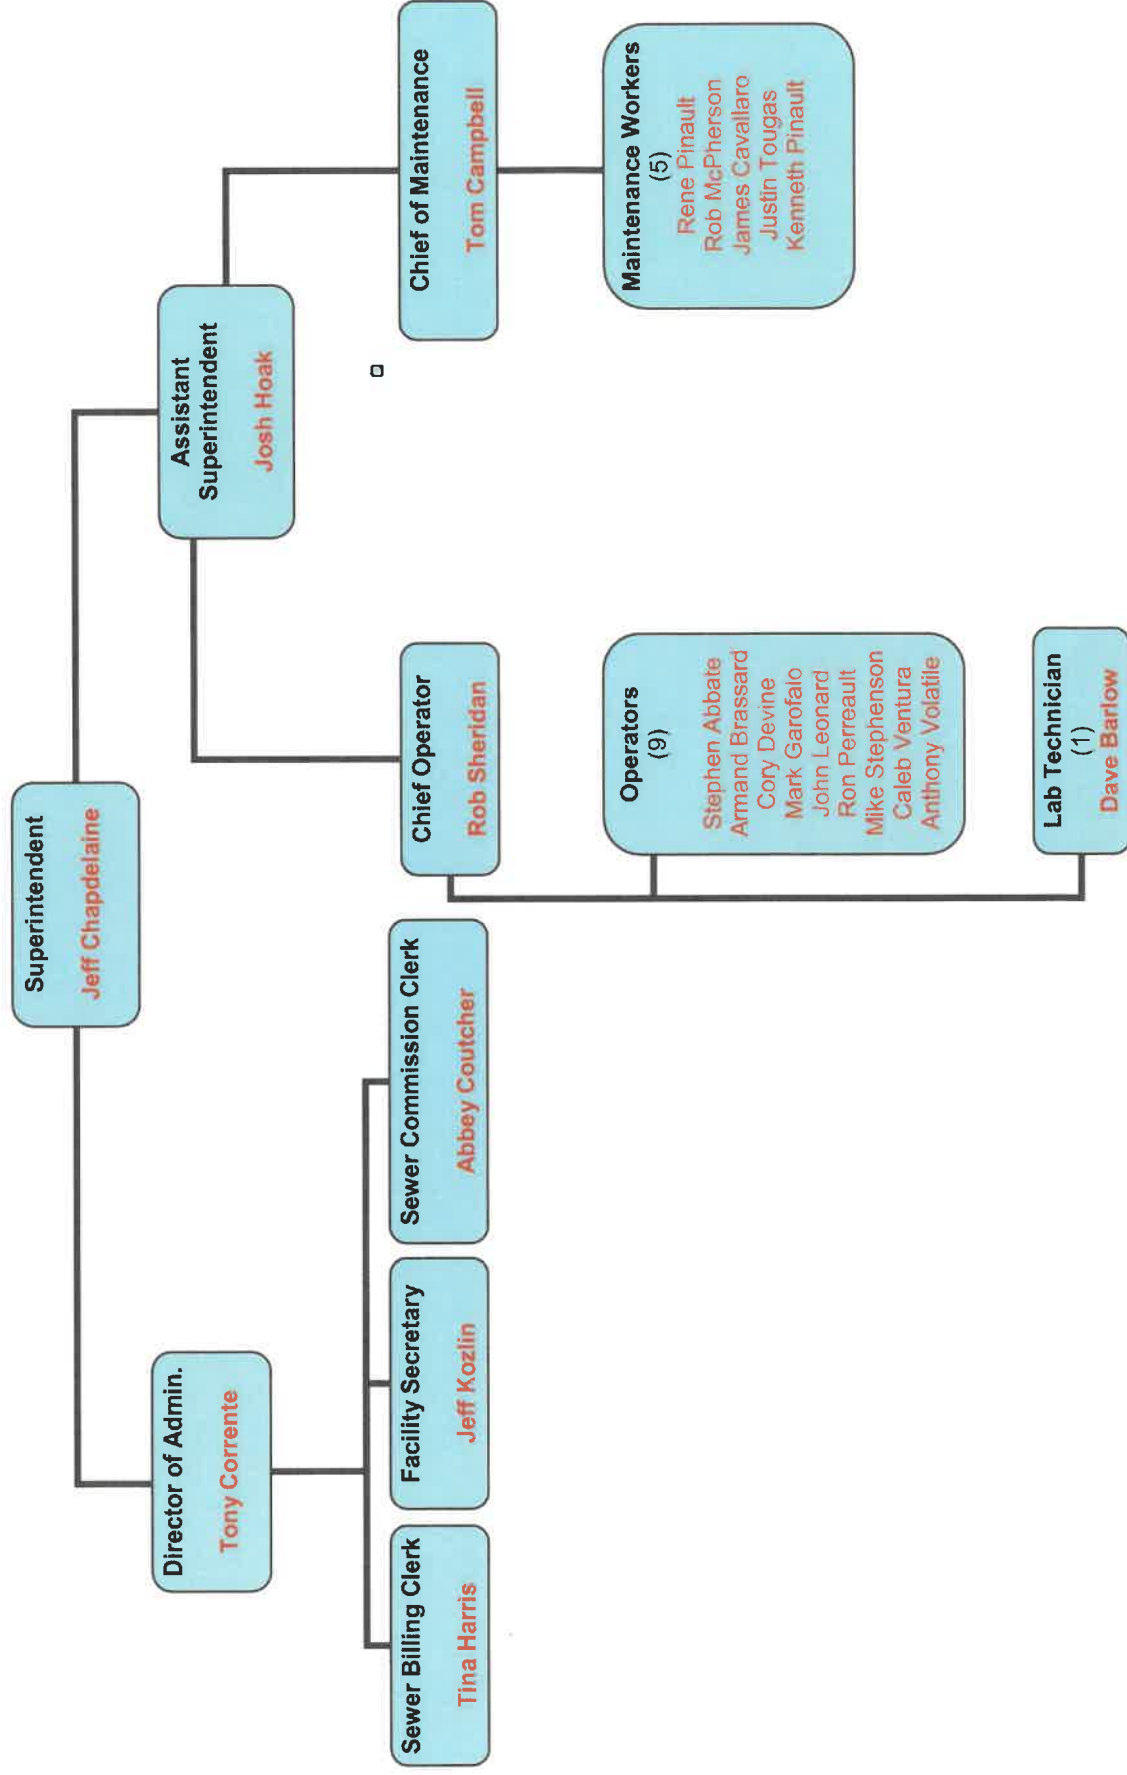 Superintendent
Jeff Chapdelaine
Director of Admin.
Tony Corrente
Assistant
Superintendent
Josh Hoak
Sewer Billing Clerk
Tina Harris
Facility Secretary
Jeff Kozlin
Sewer Commission Clerk
Abbey Coutcher
Chief Operator
Rob Sheridan
Chief of Maintenance
Tom Campbell
Operators
(9)
Stephen Abbate
Armand Brassard
Cory Devine
Mark Garofalo
John Leonard
Ron Perreault
Mike Stephenson
Caleb Ventura
Anthony Volatile
Maintenance Workers
(5)
Rene Pinault
Rob McPherson
James Cavallaro
Justin Tougas
Kenneth Pinault
Lab Technician
(1)
Dave Barlow